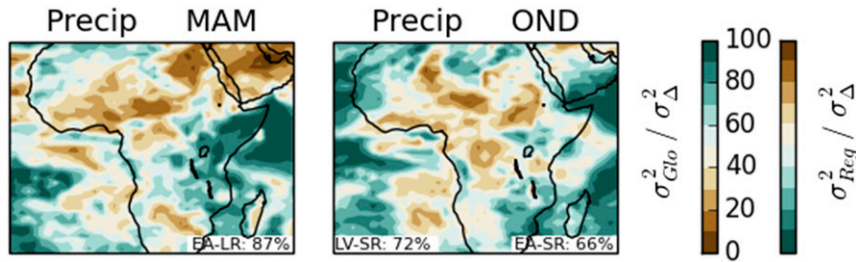 Precip MAM
Precip OND
EA-LR: 87%
LV-SR: 72%
EA-SR: 66%
σ²Glo / σ²Δ
100
80
60
40
20
0
σ²Reg / σ²Δ